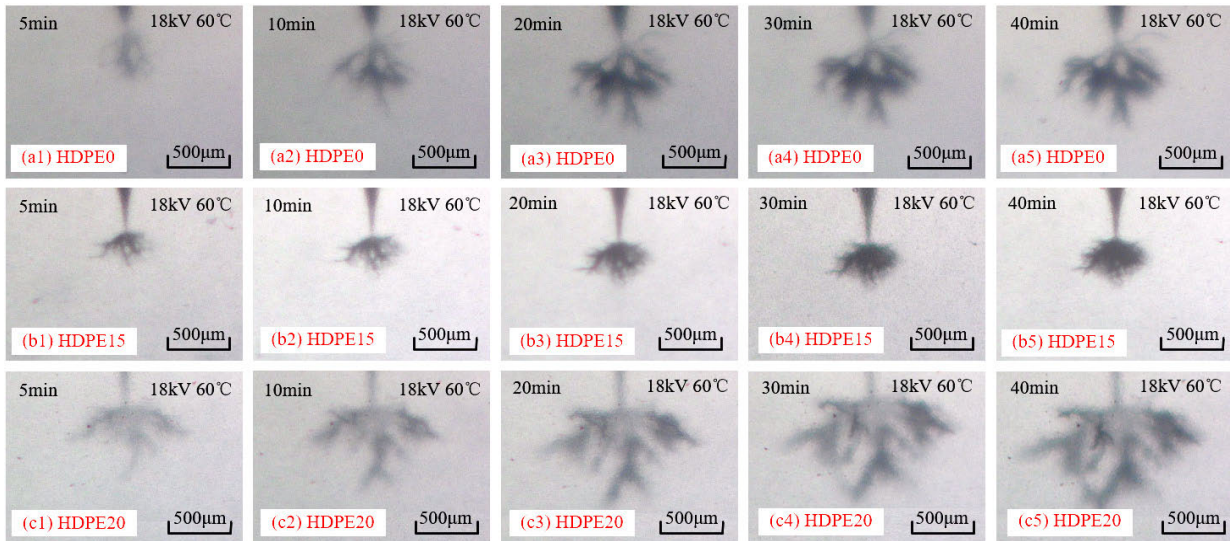 5min 18kV 60℃
(a1) HDPE0 500μm
10min 18kV 60℃
(a2) HDPE0 500μm
20min 18kV 60℃
(a3) HDPE0 500μm
30min 18kV 60℃
(a4) HDPE0 500μm
40min 18kV 60℃
(a5) HDPE0 500μm
5min 18kV 60℃
(b1) HDPE15 500μm
10min 18kV 60℃
(b2) HDPE15 500μm
20min 18kV 60℃
(b3) HDPE15 500μm
30min 18kV 60℃
(b4) HDPE15 500μm
40min 18kV 60℃
(b5) HDPE15 500μm
5min 18kV 60℃
(c1) HDPE20 500μm
10min 18kV 60℃
(c2) HDPE20 500μm
20min 18kV 60℃
(c3) HDPE20 500μm
30min 18kV 60℃
(c4) HDPE20 500μm
40min 18kV 60℃
(c5) HDPE20 500μm